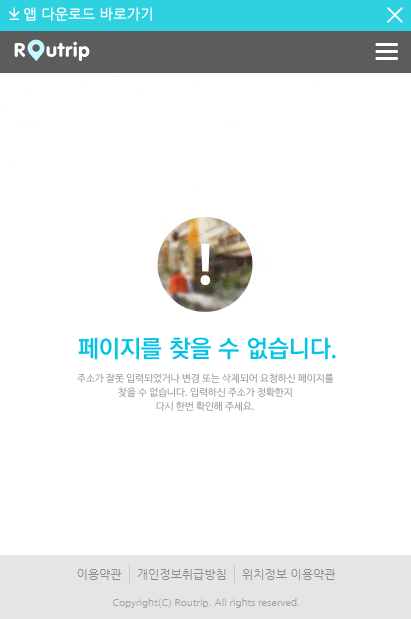 앱 다운로드 바로가기
Routrip
!
페이지를 찾을 수 없습니다.
주소가 잘못 입력되었거나 변경 또는 삭제되어 요청하신 페이지를
찾을 수 없습니다. 입력하신 주소가 정확한지
다시 한번 확인해 주세요.
이용약관 개인정보취급방침 위치정보 이용약관
Copyright(C) Routrip. All rights reserved.